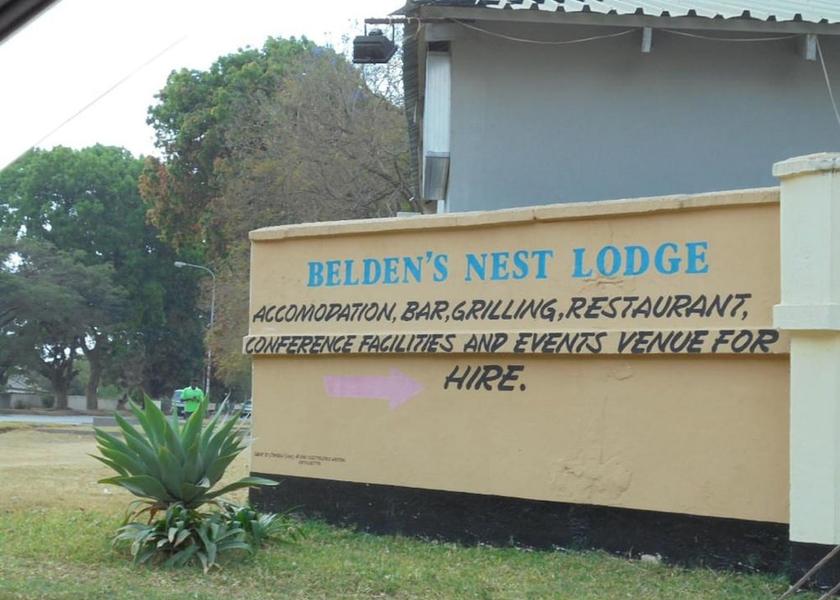 BELDEN'S NEST LODGE
ACCOMODATION, BAR, GRILLING, RESTAURANT,
CONFERENCE FACILITIES AND EVENTS VENUE FOR
HIRE.